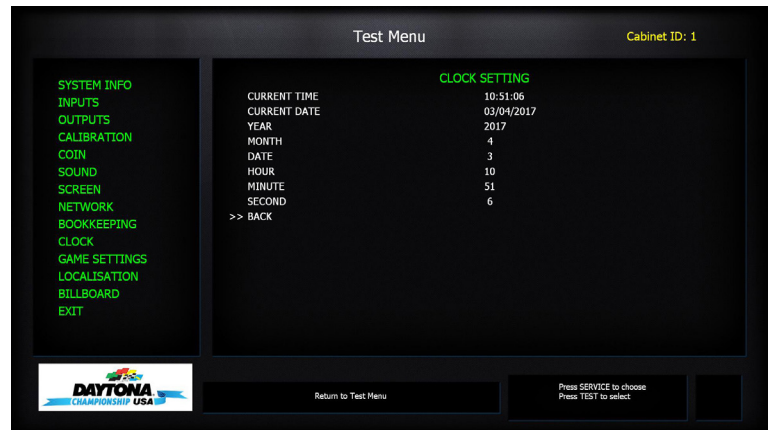 Test Menu
Cabinet ID: 1
SYSTEM INFO
INPUTS
OUTPUTS
CALIBRATION
COIN
SOUND
SCREEN
NETWORK
BOOKKEEPING
CLOCK
GAME SETTINGS
LOCALISATION
BILLBOARD
EXIT
CLOCK SETTING
CURRENT TIME 10:51:06
CURRENT DATE 03/04/2017
YEAR 2017
MONTH 4
DATE 3
HOUR 10
MINUTE 51
SECOND 6
>> BACK
DAYTONA
CHAMPIONSHIP USA
Return to Test Menu
Press SERVICE to choose
Press TEST to select